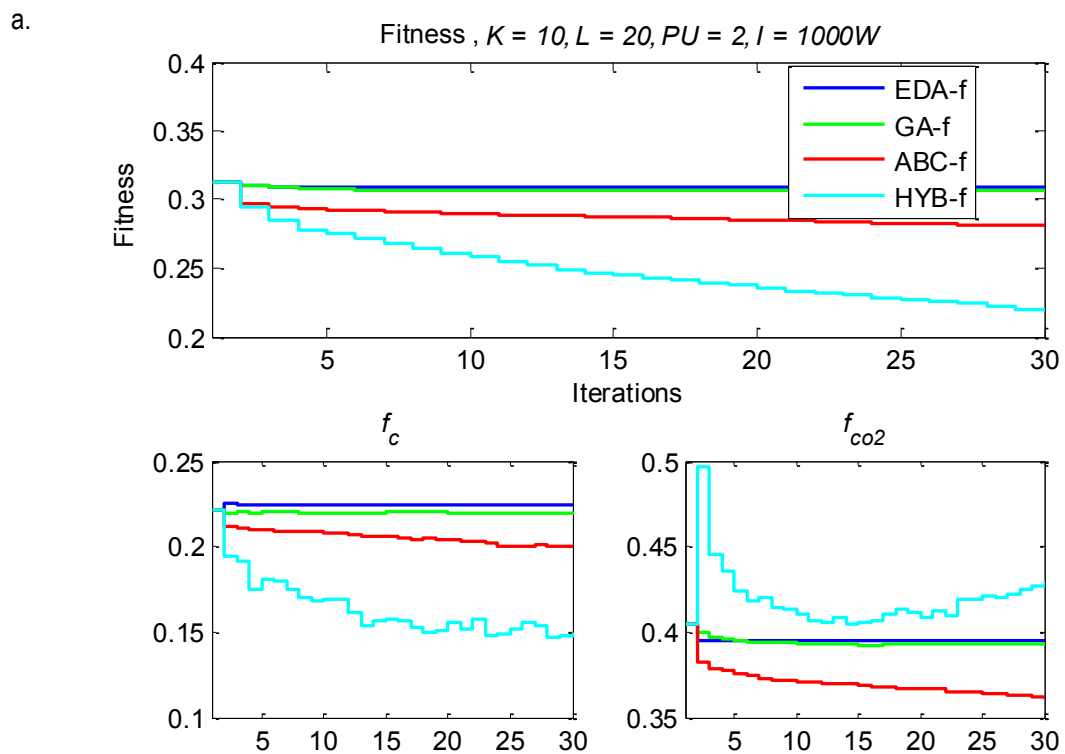 a.
Fitness , K = 10, L = 20, PU = 2, I = 1000W
0.4
0.35
0.3
0.25
0.2
Fitness
EDA-f
GA-f
ABC-f
HYB-f
5 10 15 20 25 30
Iterations
f_c
0.25
0.2
0.15
0.1
5 10 15 20 25 30
f_co2
0.5
0.45
0.4
0.35
5 10 15 20 25 30